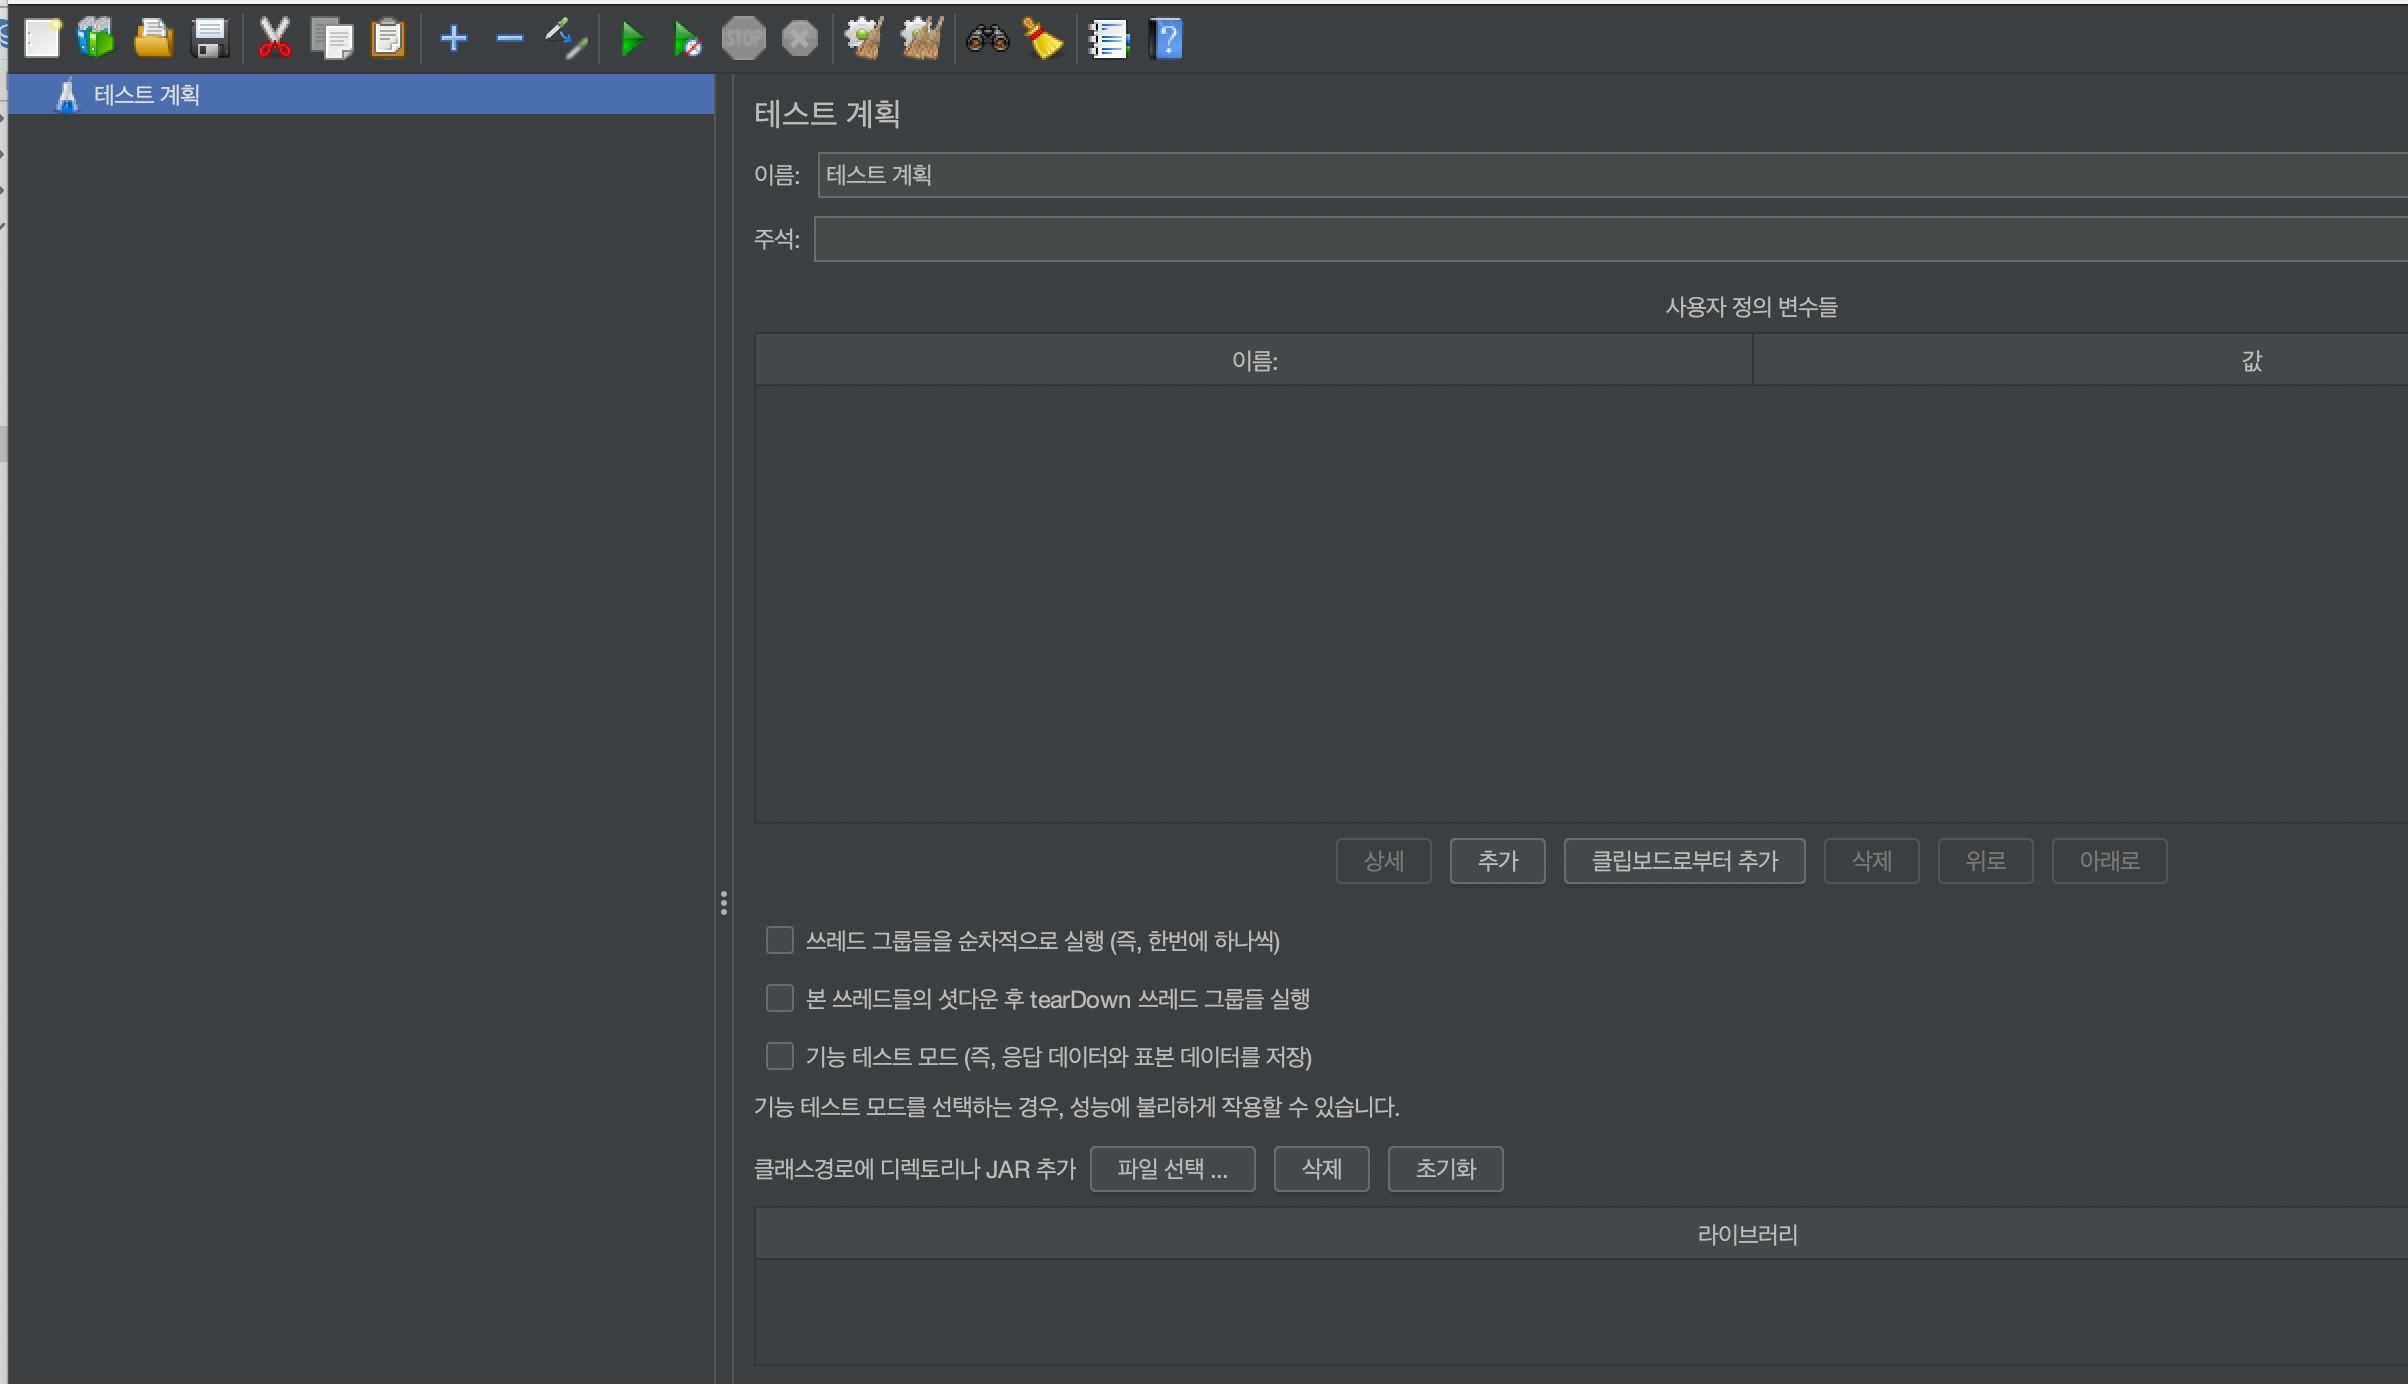 STOP
테스트 계획
테스트 계획
이름: 테스트 계획
주석:
사용자 정의 변수들
이름: 값
상세 추가 클립보드로부터 추가 삭제 위로 아래로
쓰레드 그룹들을 순차적으로 실행 (즉, 한번에 하나씩)
본 쓰레드들의 셧다운 후 tearDown 쓰레드 그룹들 실행
기능 테스트 모드 (즉, 응답 데이터와 표본 데이터를 저장)
기능 테스트 모드를 선택하는 경우, 성능에 불리하게 작용할 수 있습니다.
클래스경로에 디렉토리나 JAR 추가 파일 선택 ... 삭제 초기화
라이브러리